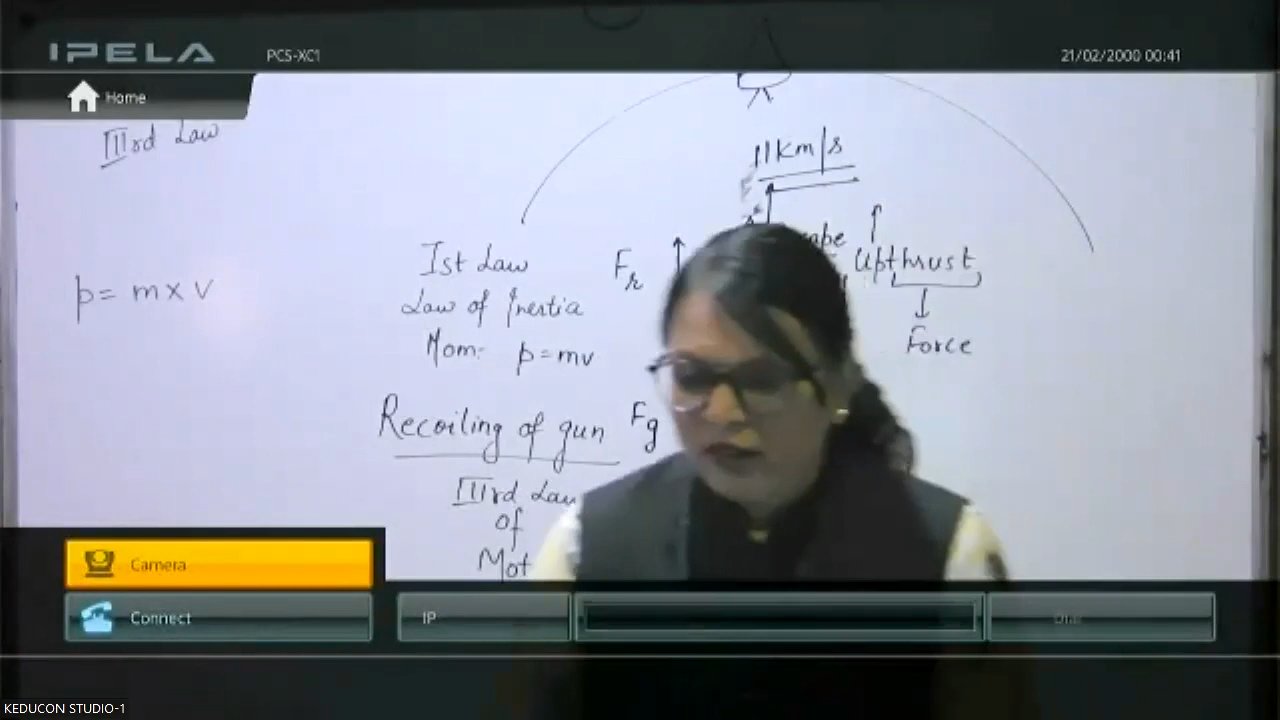 IPELA
PCS-XC1
21/02/2000 00:41
Home
IIIrd Law
p = m x v
11km/s
Ist Law
Law of Inertia
Mom: p = mv
Fr
Upthrust
Force
Recoiling of gun
Fg
IIIrd Law
of
Mot
Camera
Connect
IP
KEDUCON STUDIO-1